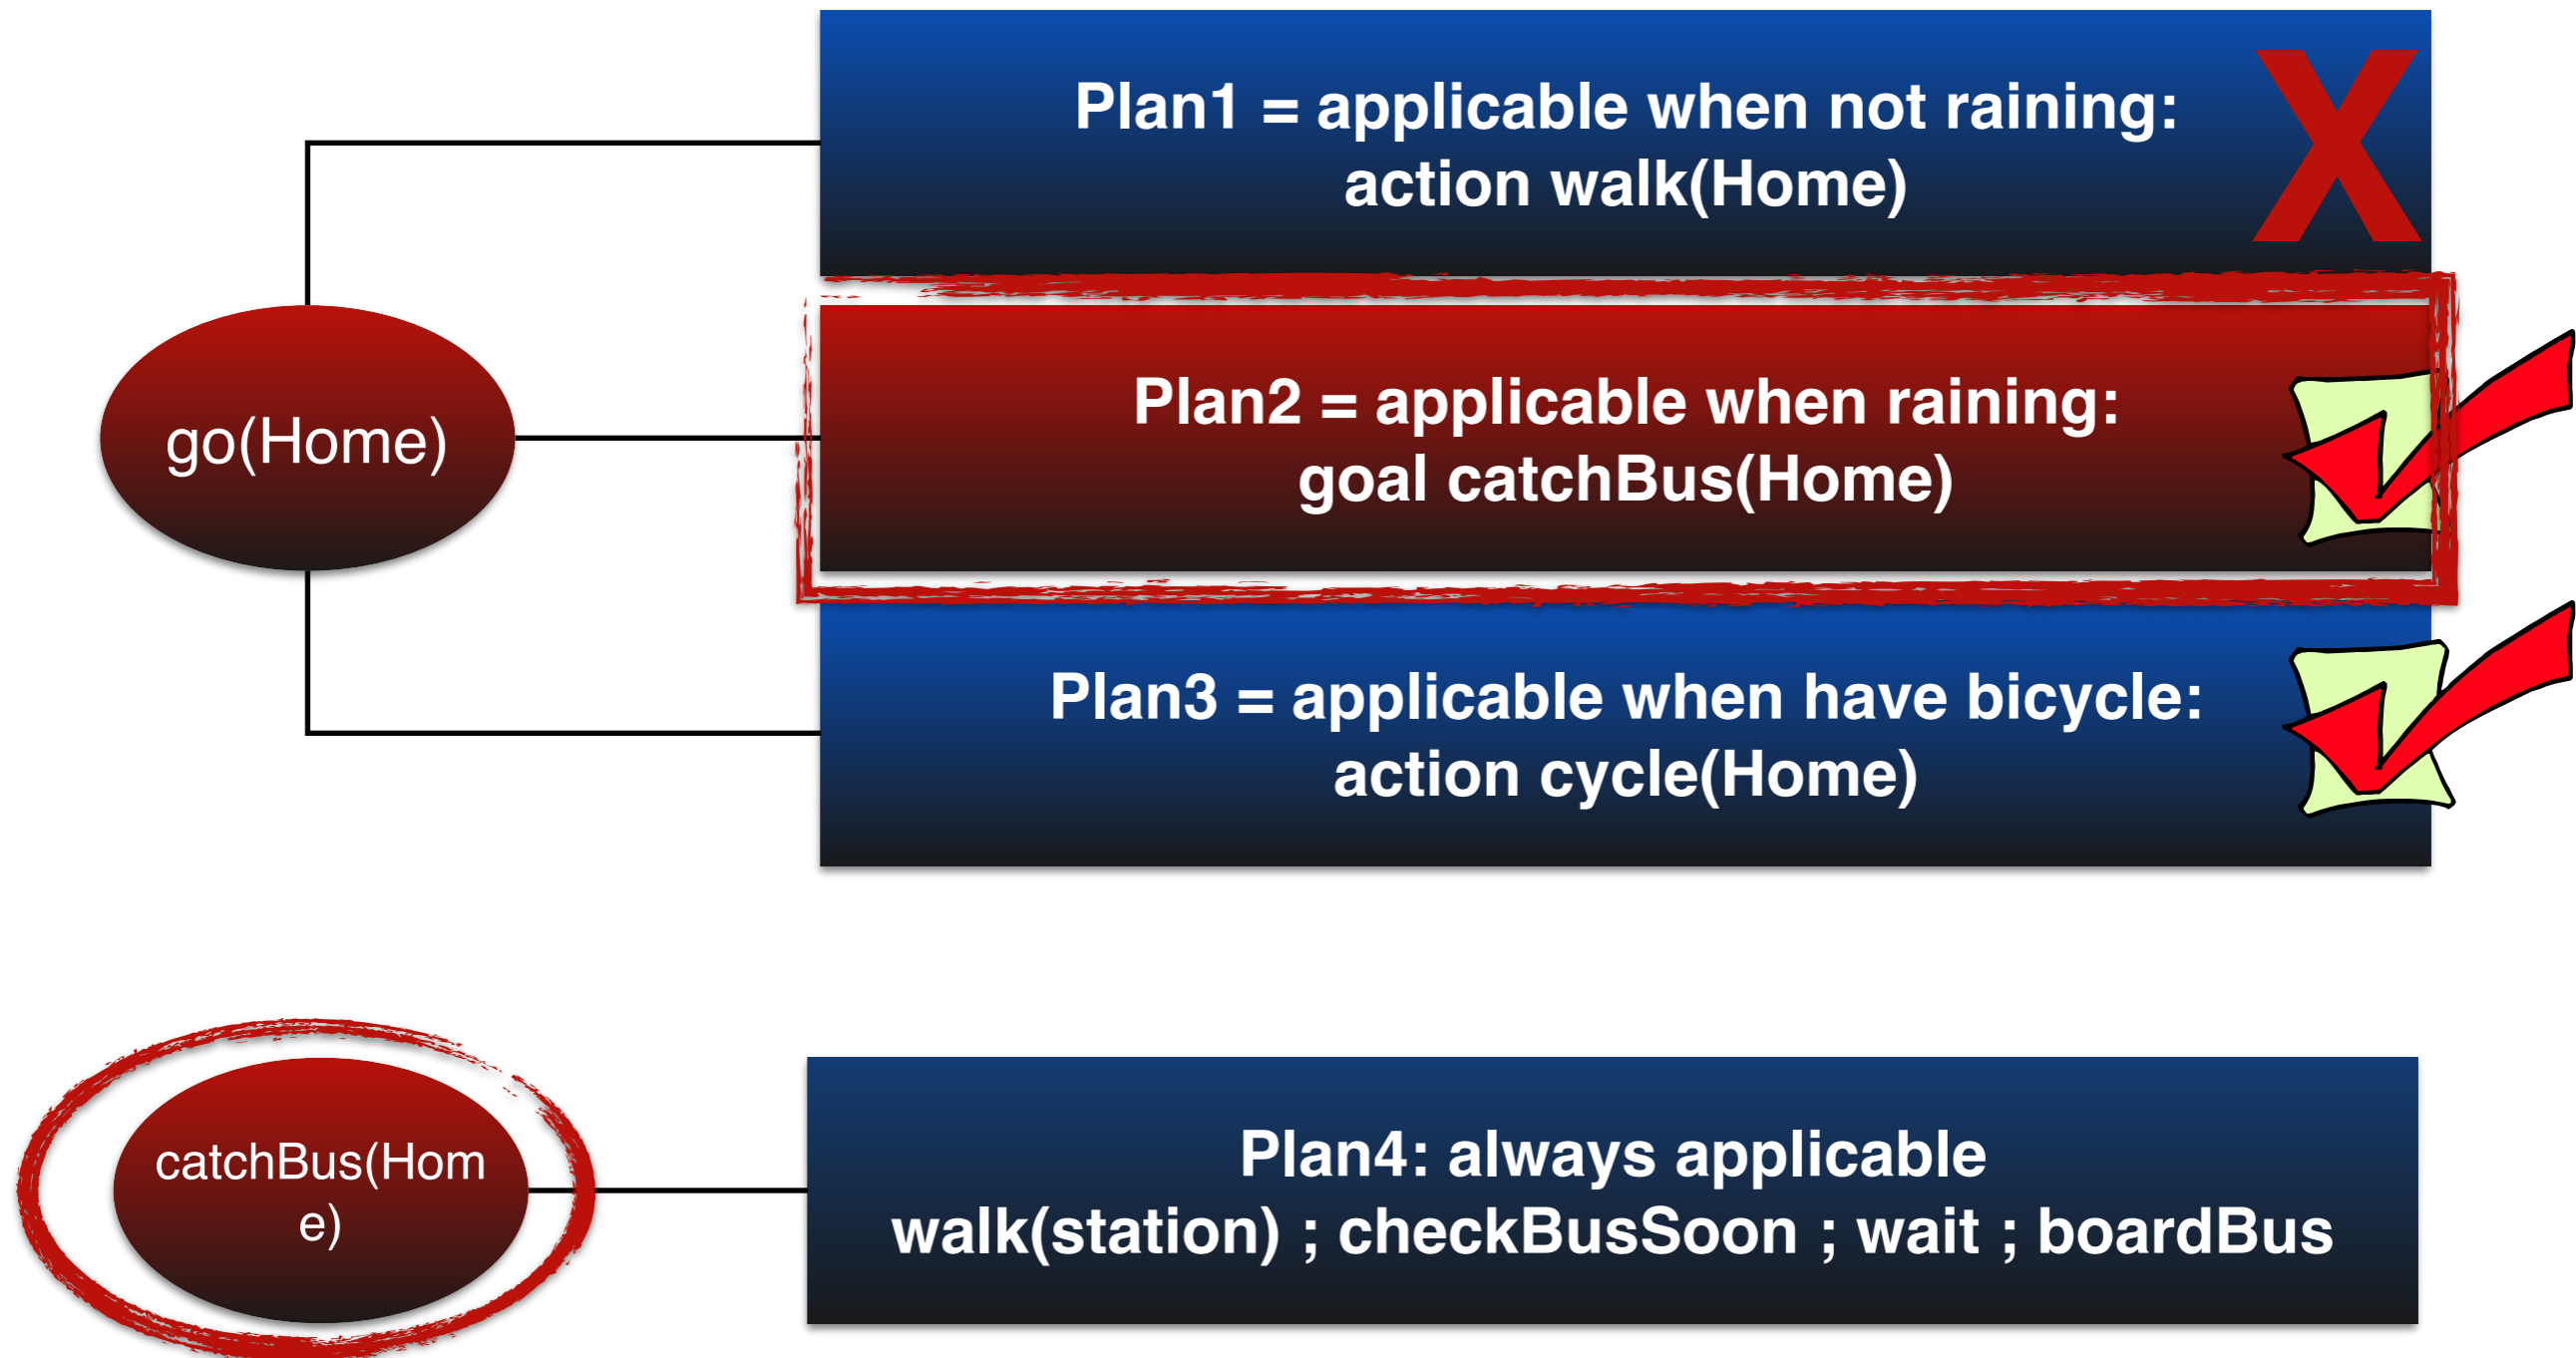 Plan1 = applicable when not raining:
action walk(Home)
X
go(Home)
Plan2 = applicable when raining:
goal catchBus(Home)
Plan3 = applicable when have bicycle:
action cycle(Home)
catchBus(Hom
e)
Plan4: always applicable
walk(station) ; checkBusSoon ; wait ; boardBus